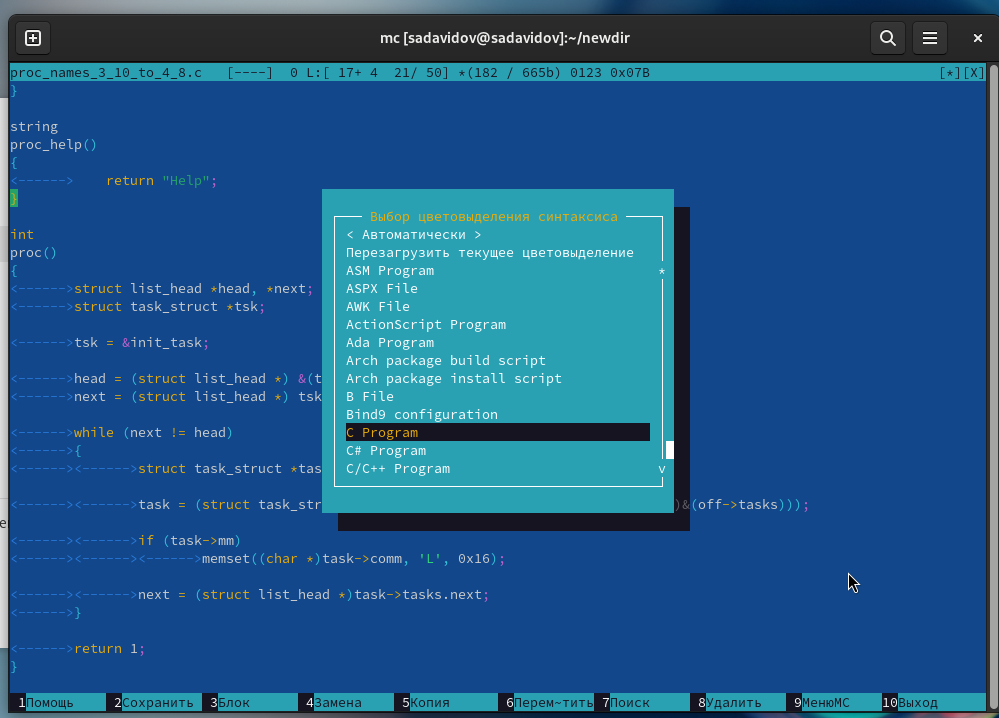 mc [sadavidov@sadavidov]:~/newdir
proc_names_3_10_to_4_8.c [----] 0 L:[ 17+ 4 21/ 50] *(182 / 665b) 0123 0x07B [*][X]
}
string
proc_help()
{
<------> return "Help";
}
int
proc()
{
<------>struct list_head *head, *next;
<------>struct task_struct *tsk;
<------>tsk = &init_task;
<------>head = (struct list_head *) &(t
<------>next = (struct list_head *) tsk
<------>while (next != head)
<------>{
<------><------>struct task_struct *tas
<------><------>task = (struct task_str )&(off->tasks)));
<------><------>if (task->mm)
<------><------><------>memset((char *)task->comm, 'L', 0x16);
<------><------>next = (struct list_head *)task->tasks.next;
<------>}
<------>return 1;
}
Выбор цветовыделения синтаксиса
< Автоматически >
Перезагрузить текущее цветовыделение
ASM Program *
ASPX File
AWK File
ActionScript Program
Ada Program
Arch package build script
Arch package install script
B File
Bind9 configuration
C Program
C# Program
C/C++ Program v
1Помощь 2Сохранить 3Блок 4Замена 5Копия 6Перем~тить 7Поиск 8Удалить 9МенюMC 10Выход